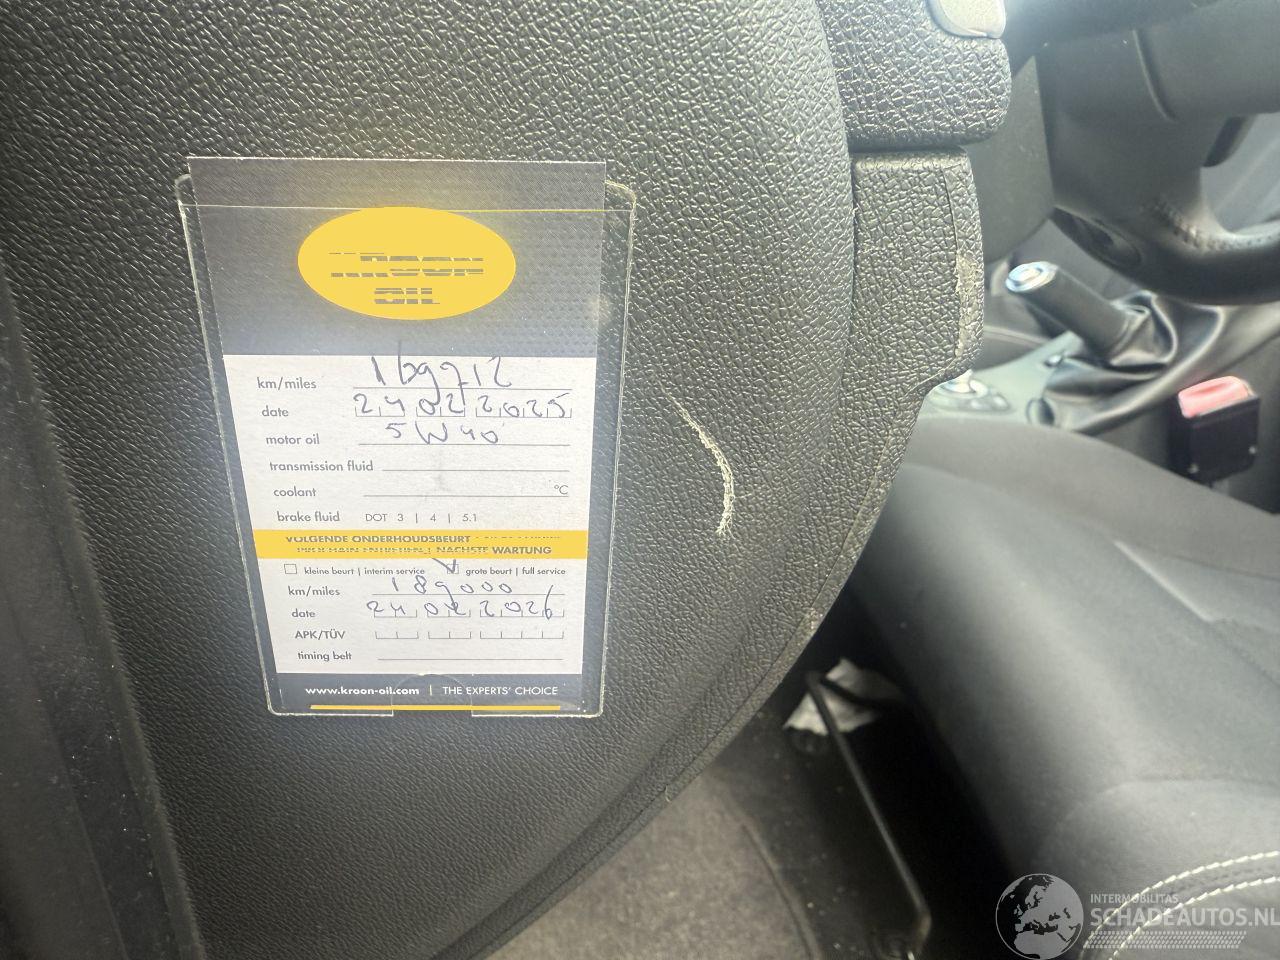 KROON
OIL
km/miles 169712
date 24 02 2025
motor oil 5W40
transmission fluid
coolant °C
brake fluid DOT 3 | 4 | 5.1
VOLGENDE ONDERHOUDSBEURT
NÄCHSTE WARTUNG
kleine beurt | interim service V grote beurt | full service
km/miles 189000
date 24 02 2026
APK/TÜV
timing belt
www.kroon-oil.com | THE EXPERTS' CHOICE
INTERMOBILITAS
SCHADEAUTOS.NL